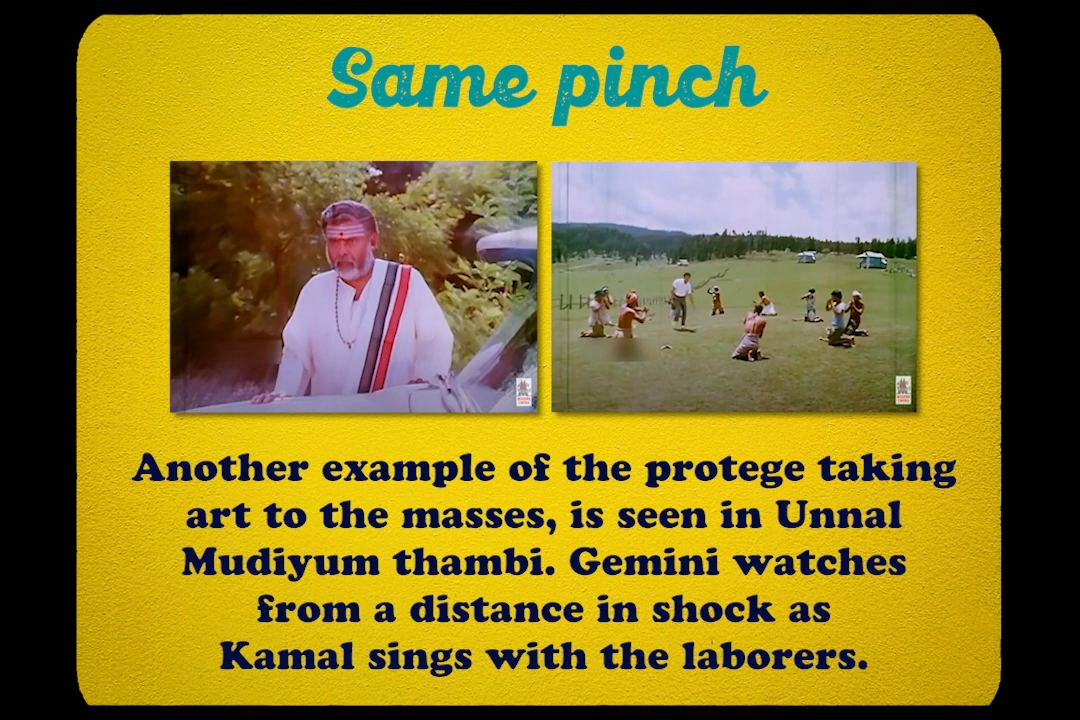 Same pinch
Another example of the protege taking
art to the masses, is seen in Unnal
Mudiyum thambi. Gemini watches
from a distance in shock as
Kamal sings with the laborers.